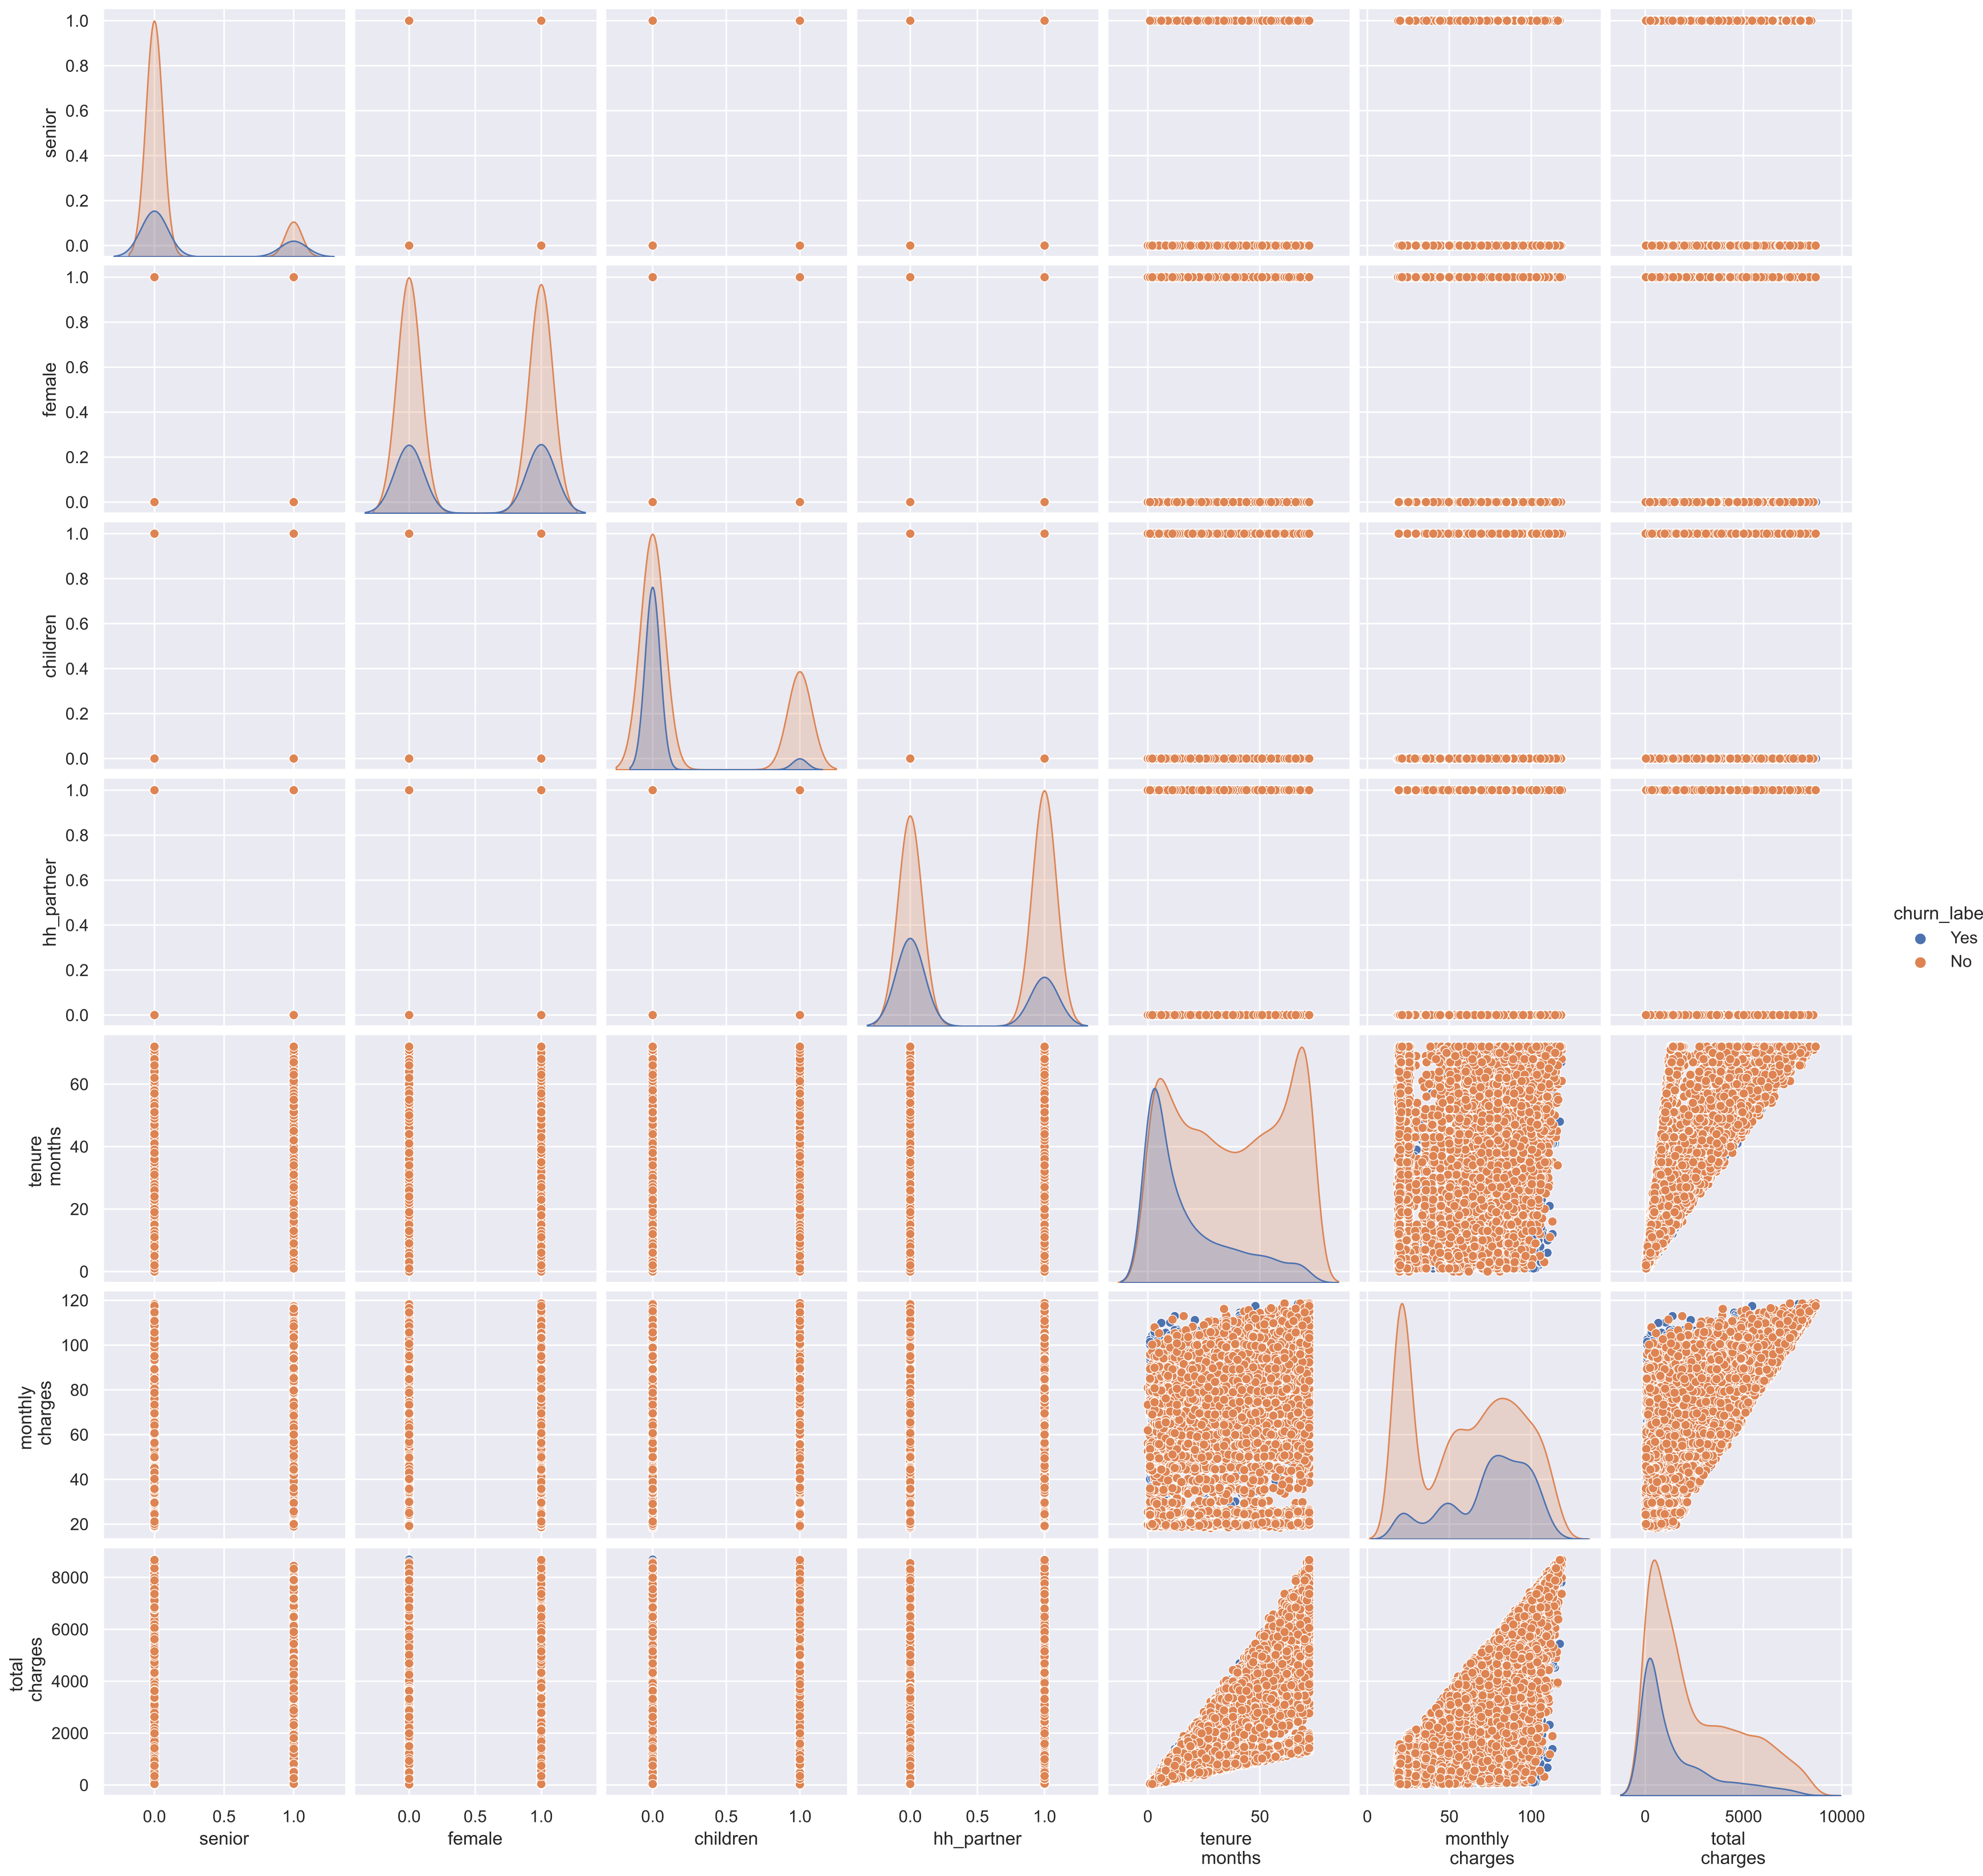 1.0
0.8
0.6
0.4
0.2
0.0
senior
1.0
0.8
0.6
0.4
0.2
0.0
female
1.0
0.8
0.6
0.4
0.2
0.0
children
1.0
0.8
0.6
0.4
0.2
0.0
hh_partner
churn_labe
Yes
No
60
40
20
0
tenure
months
120
100
80
60
40
20
monthly
charges
8000
6000
4000
2000
0
total
charges
0.0 0.5 1.0 0.0 0.5 1.0 0.0 0.5 1.0 0.0 0.5 1.0 0 50 0 50 100 0 5000 10000
senior female children hh_partner tenure monthly total
months charges charges